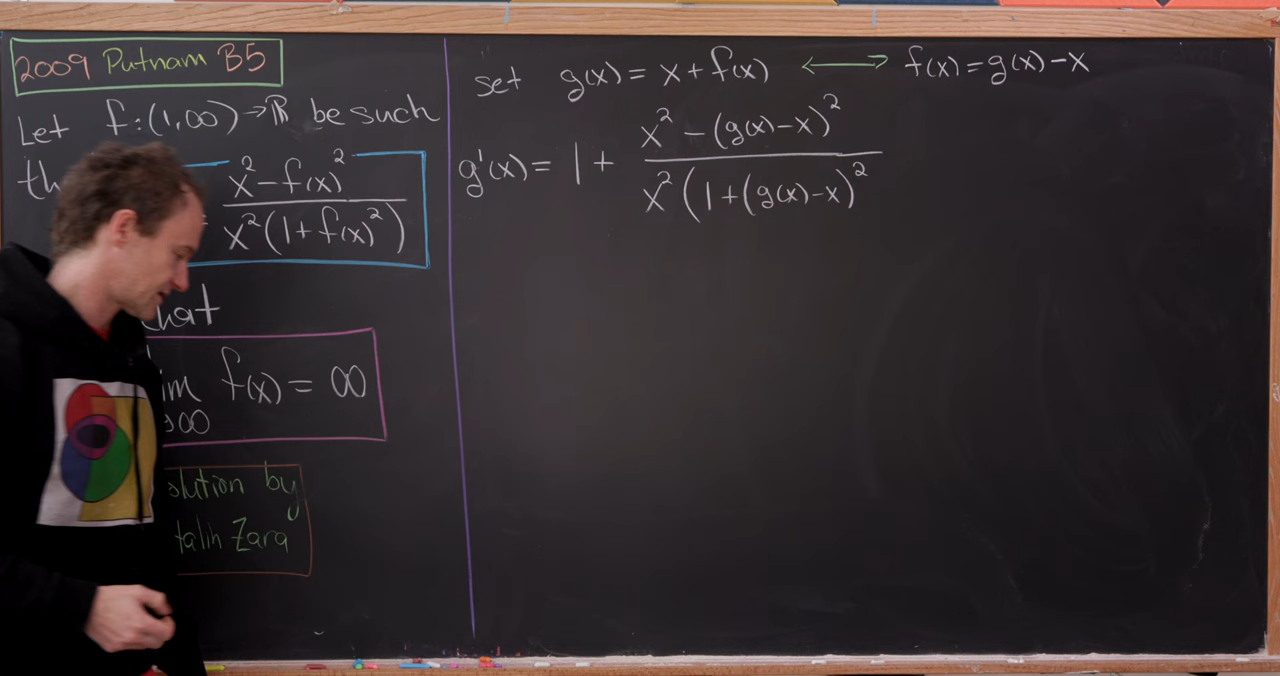 2009 Putnam B5
Let f:(1,∞)→ℝ be such
th
x²-f(x)²
x²(1+f(x)²)
hat
im f(x)=∞
∞
olution by
talih Zara
set g(x)=x+f(x) ⟷ f(x)=g(x)-x
g'(x)=1+ x²-(g(x)-x)²
x²(1+(g(x)-x)²